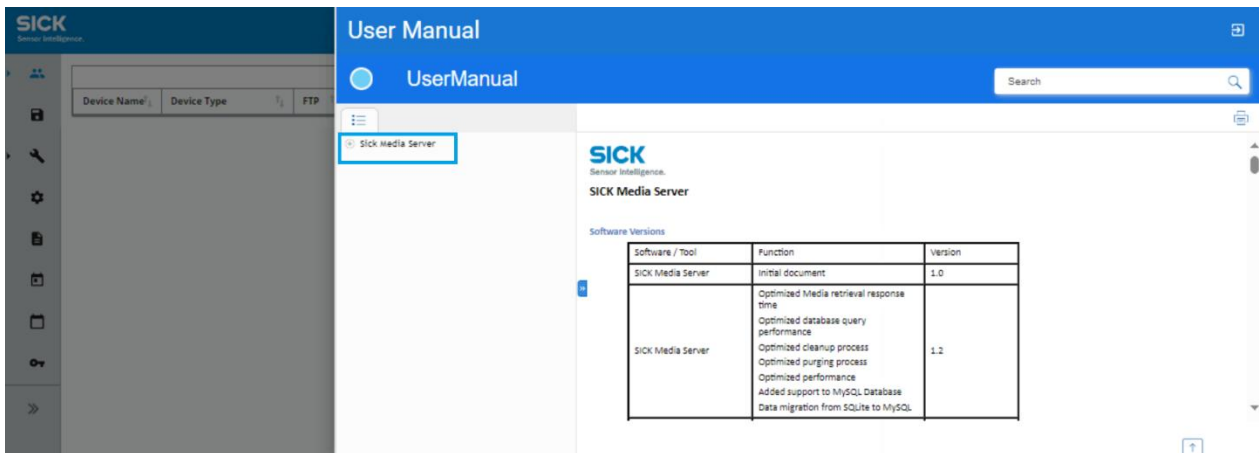 SICK
Sensor Intelligence.
Device Name
Device Type
FTP
User Manual
UserManual
Search
Sick Media Server
SICK
Sensor Intelligence.
SICK Media Server
Software Versions
Software / Tool
Function
Version
SICK Media Server
Initial document
1.0
SICK Media Server
Optimized Media retrieval response
time
Optimized database query
performance
Optimized cleanup process
Optimized purging process
Optimized performance
Added support to MySQL Database
Data migration from SQLite to MySQL
1.2